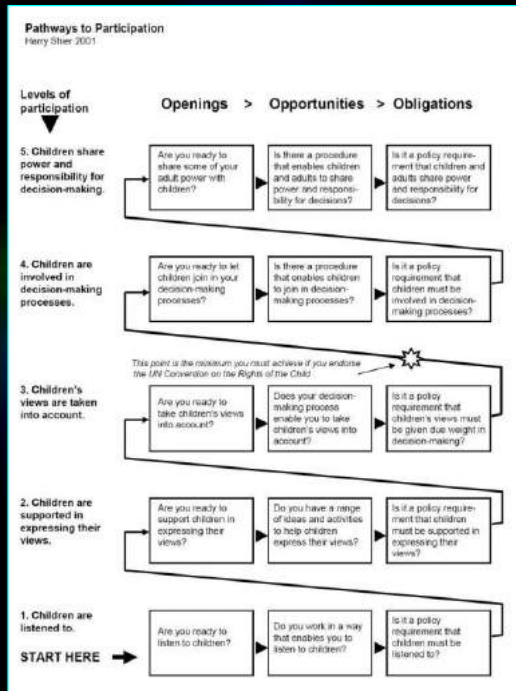 Pathways to Participation
Harry Shier 2001
Levels of
participation
Openings > Opportunities > Obligations
5. Children share
power and
responsibility for
decision-making.
Are you ready to
share some of your
adult power with
children?
Is there a procedure
that enables children
and adults to share
power and responsi-
bility for decisions?
Is it a policy require-
ment that children and
adults share power
and responsibility for
decisions?
4. Children are
involved in
decision-making
processes.
Are you ready to let
children join in your
decision-making
processes?
Is there a procedure
that enables children
to join in decision-
making processes?
Is it a policy
requirement that
children must be
involved in decision-
making processes?
This point is the minimum you must achieve if you endorse
the UN Convention on the Rights of the Child
3. Children's
views are taken
into account.
Are you ready to
take children's views
into account?
Does your decision-
making process
enable you to take
children's views into
account?
Is it a policy
requirement that
children's views must
be given due weight in
decision-making?
2. Children are
supported in
expressing their
views.
Are you ready to
support children in
expressing their
views?
Do you have a range
of ideas and activities
to help children
express their views?
Is it a policy require-
ment that children
must be supported in
expressing their
views?
1. Children are
listened to.
START HERE
Are you ready to
listen to children?
Do you work in a way
that enables you to
listen to children?
Is it a policy
requirement that
children must be
listened to?